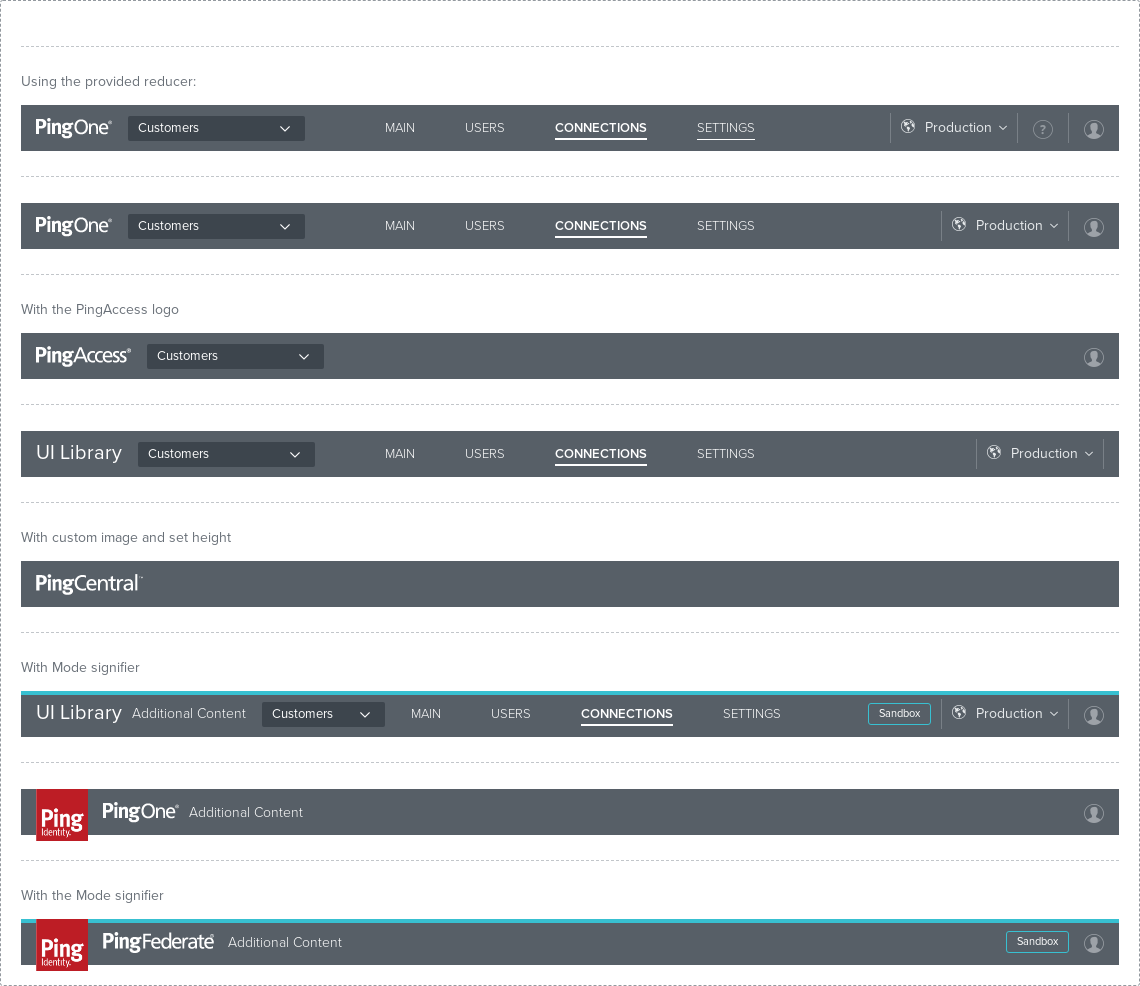 Using the provided reducer:
PingOne® Customers MAIN USERS CONNECTIONS SETTINGS Production ?
PingOne® Customers MAIN USERS CONNECTIONS SETTINGS Production
With the PingAccess logo
PingAccess® Customers
UI Library Customers MAIN USERS CONNECTIONS SETTINGS Production
With custom image and set height
PingCentral™
With Mode signifier
UI Library Additional Content Customers MAIN USERS CONNECTIONS SETTINGS Sandbox Production
Ping Identity. PingOne® Additional Content
With the Mode signifier
Ping Identity. PingFederate® Additional Content Sandbox